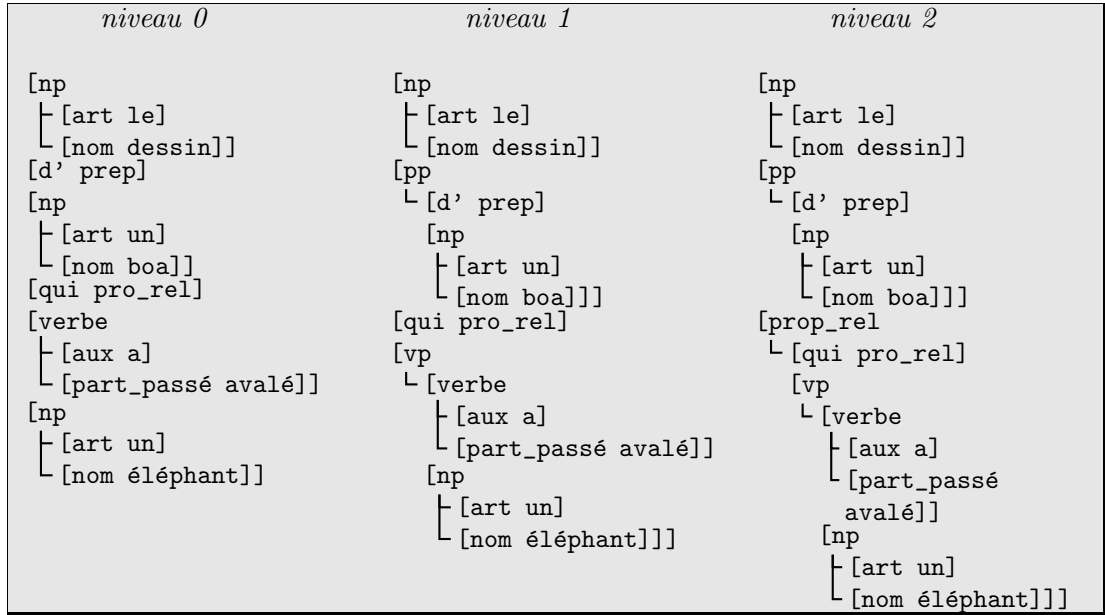 niveau 0
[np
[art le]
[nom dessin]]
[d' prep]
[np
[art un]
[nom boa]]
[qui pro_rel]
[verbe
[aux a]
[part_passé avalé]]
[np
[art un]
[nom éléphant]]
niveau 1
[np
[art le]
[nom dessin]]
[pp
[d' prep]
[np
[art un]
[nom boa]]]
[qui pro_rel]
[vp
[verbe
[aux a]
[part_passé avalé]]
[np
[art un]
[nom éléphant]]]
niveau 2
[np
[art le]
[nom dessin]]
[pp
[d' prep]
[np
[art un]
[nom boa]]]
[prop_rel
[qui pro_rel]
[vp
[verbe
[aux a]
[part_passé
avalé]]
[np
[art un]
[nom éléphant]]]